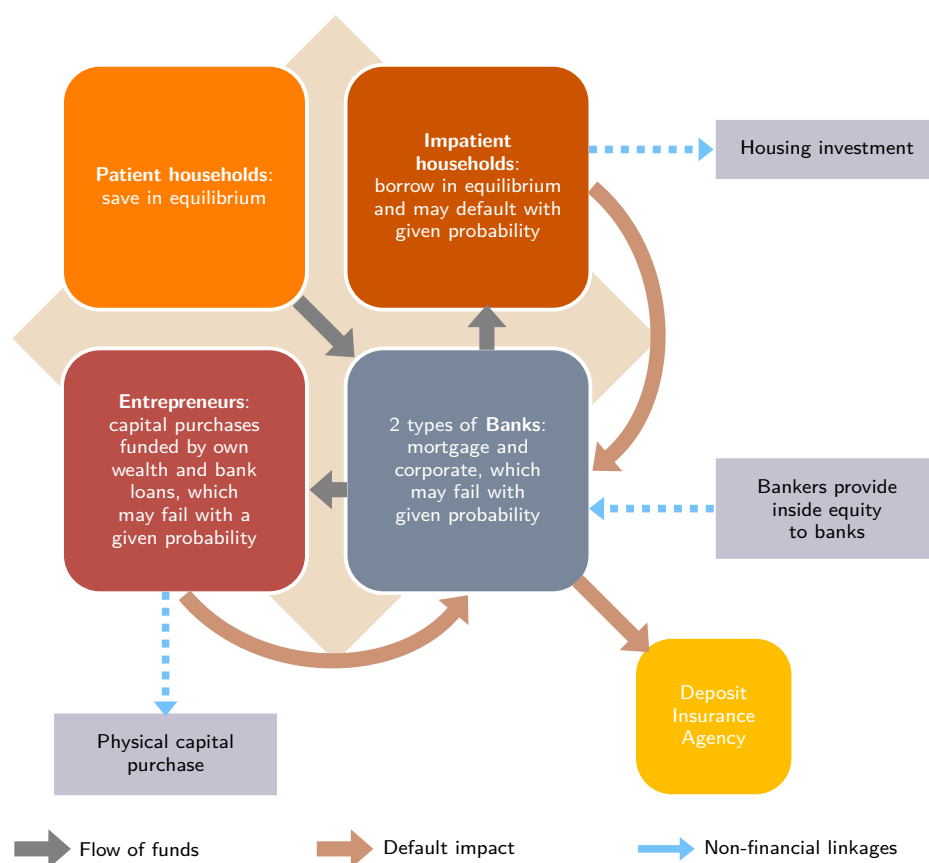 Patient households:
save in equilibrium
Impatient
households:
borrow in equilibrium
and may default with
given probability
Housing investment
Entrepreneurs:
capital purchases
funded by own
wealth and bank
loans, which
may fail with a
given probability
2 types of Banks:
mortgage and
corporate, which
may fail with
given probability
Bankers provide
inside equity
to banks
Deposit
Insurance
Agency
Physical capital
purchase
Flow of funds
Default impact
Non-financial linkages